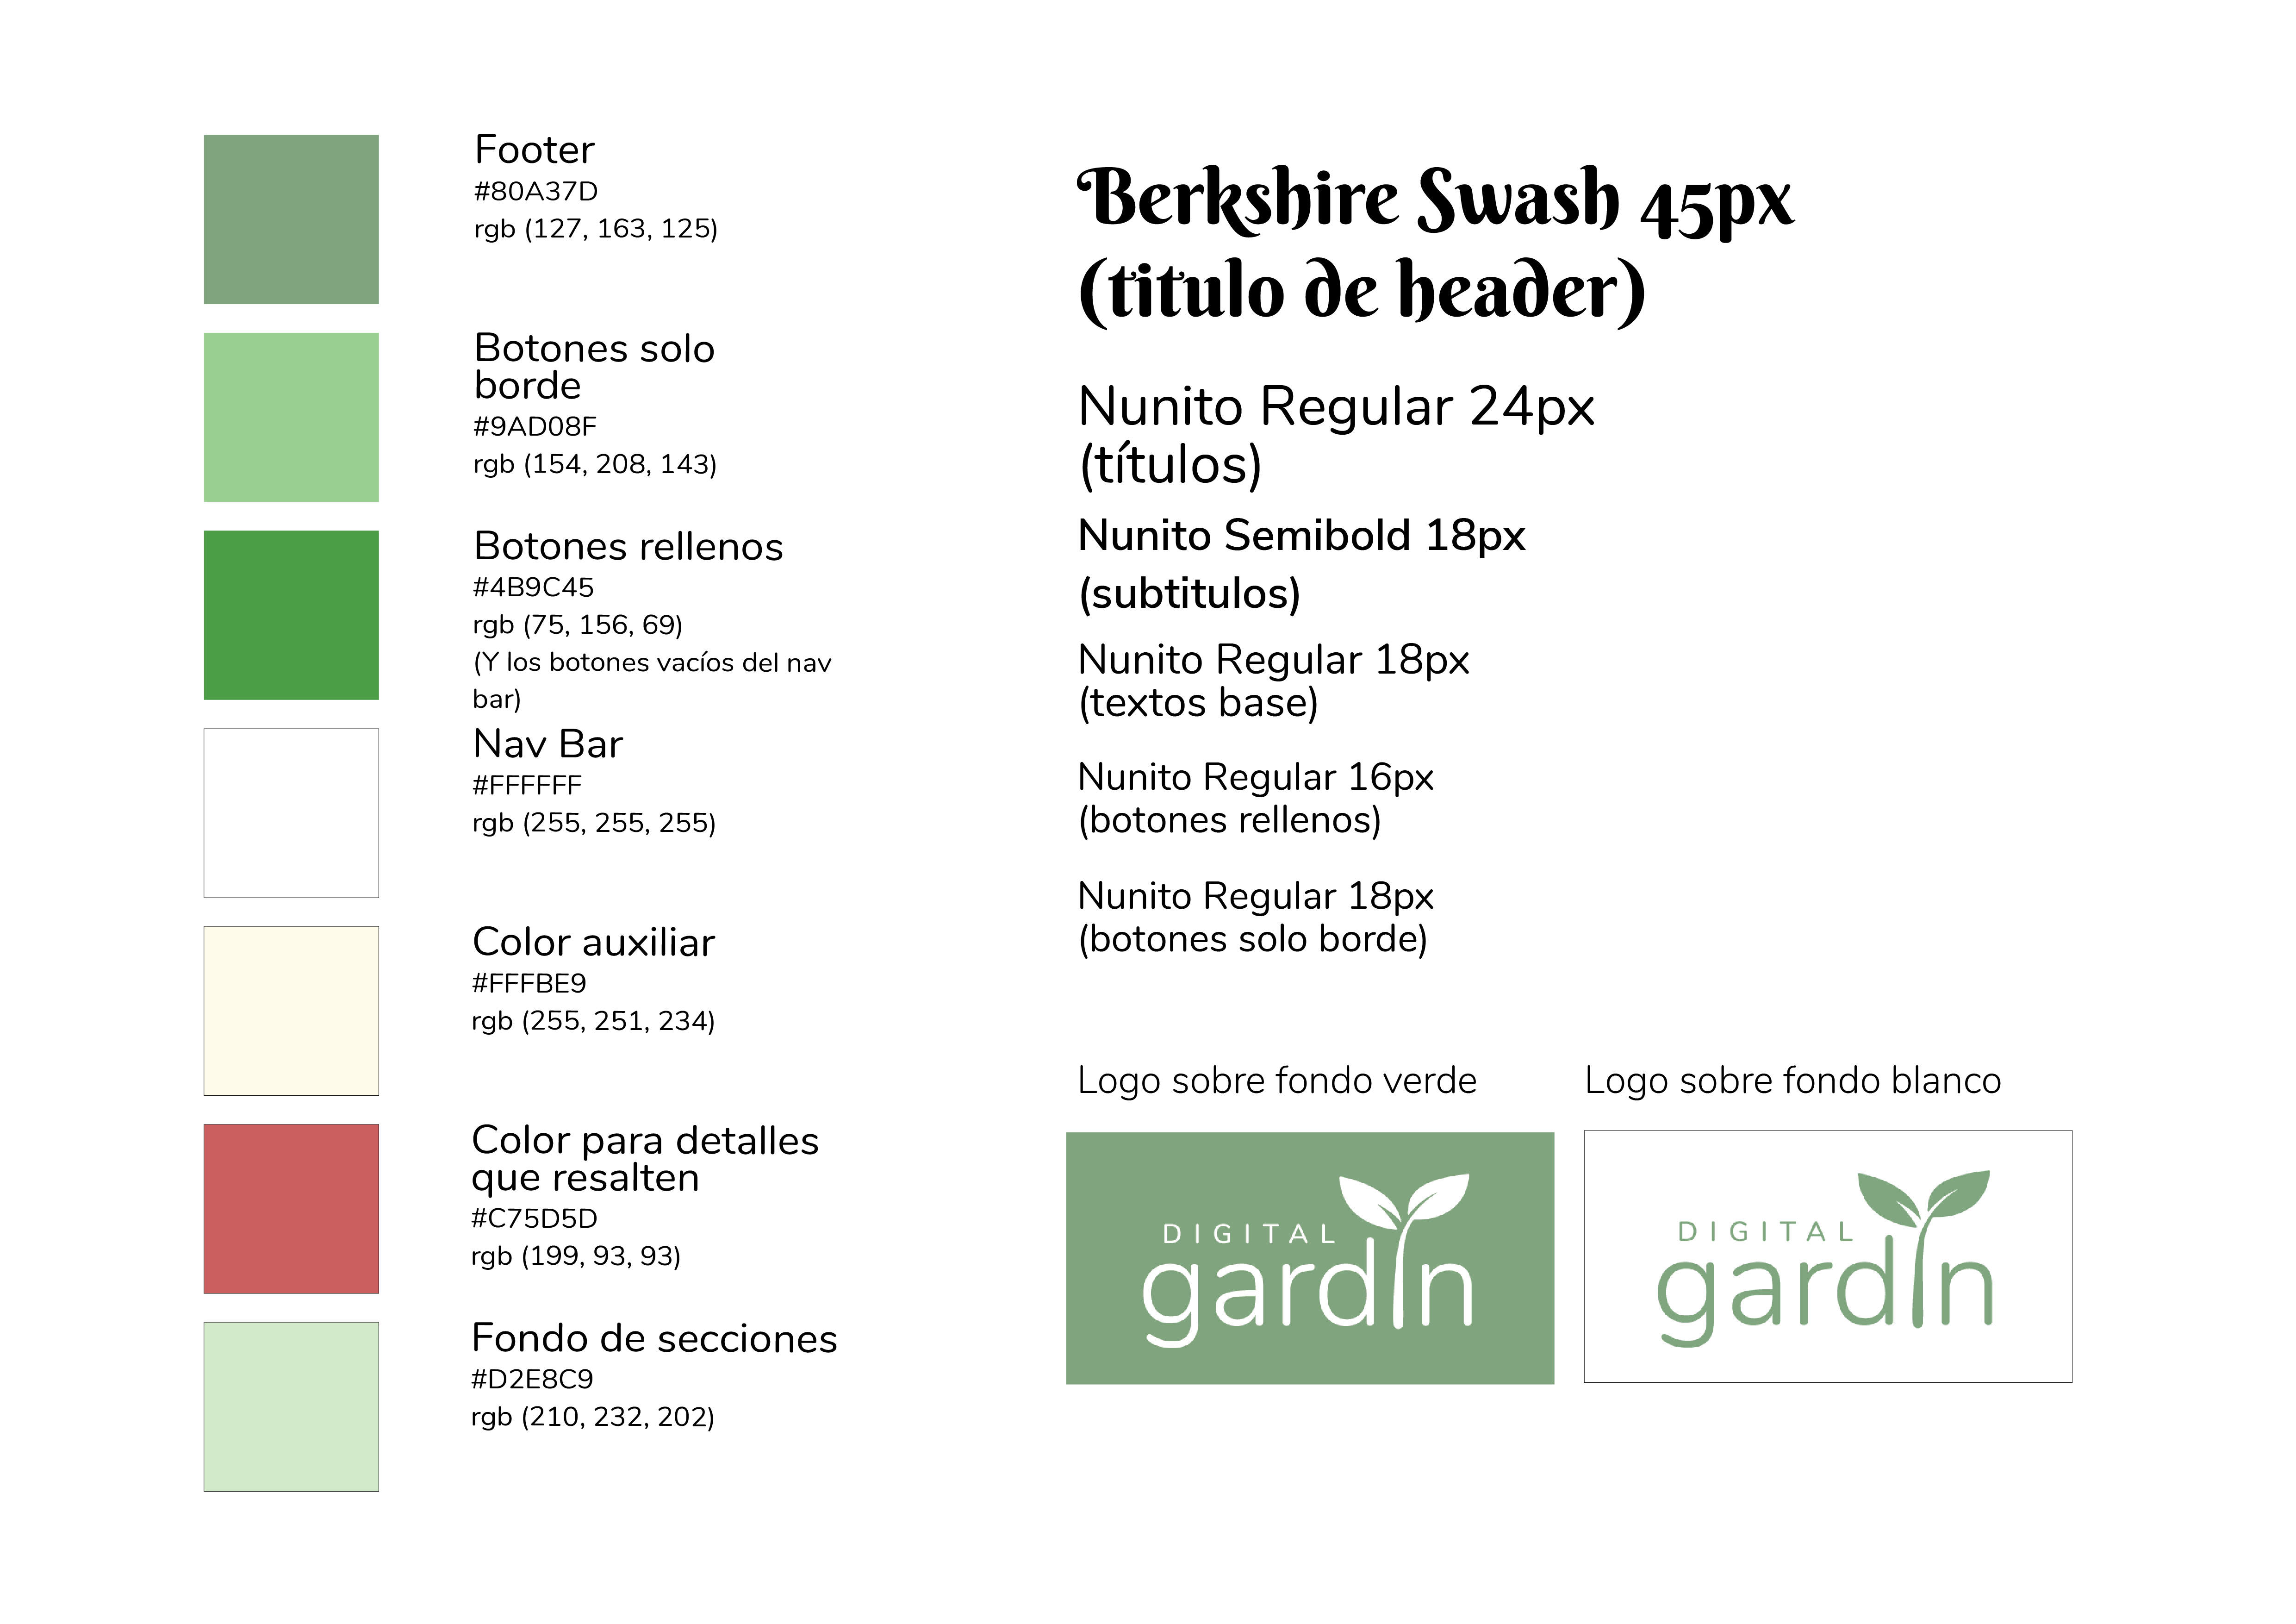 Footer
#80A37D
rgb (127, 163, 125)
Botones solo
borde
#9AD08F
rgb (154, 208, 143)
Botones rellenos
#4B9C45
rgb (75, 156, 69)
(Y los botones vacíos del nav
bar)
Nav Bar
#FFFFFF
rgb (255, 255, 255)
Color auxiliar
#FFFBE9
rgb (255, 251, 234)
Color para detalles
que resalten
#C75D5D
rgb (199, 93, 93)
Fondo de secciones
#D2E8C9
rgb (210, 232, 202)
Berkshire Swash 45px
(titulo de header)
Nunito Regular 24px
(títulos)
Nunito Semibold 18px
(subtitulos)
Nunito Regular 18px
(textos base)
Nunito Regular 16px
(botones rellenos)
Nunito Regular 18px
(botones solo borde)
Logo sobre fondo verde
DIGITAL
gardın
Logo sobre fondo blanco
DIGITAL
gardın